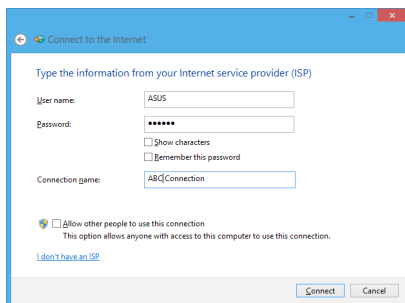 Connect to the Internet
Type the information from your Internet service provider (ISP)
User name: ASUS
Password: ••••••
Show characters
Remember this password
Connection name: ABC Connection
Allow other people to use this connection
This option allows anyone with access to this computer to use this connection.
I don't have an ISP
Connect Cancel